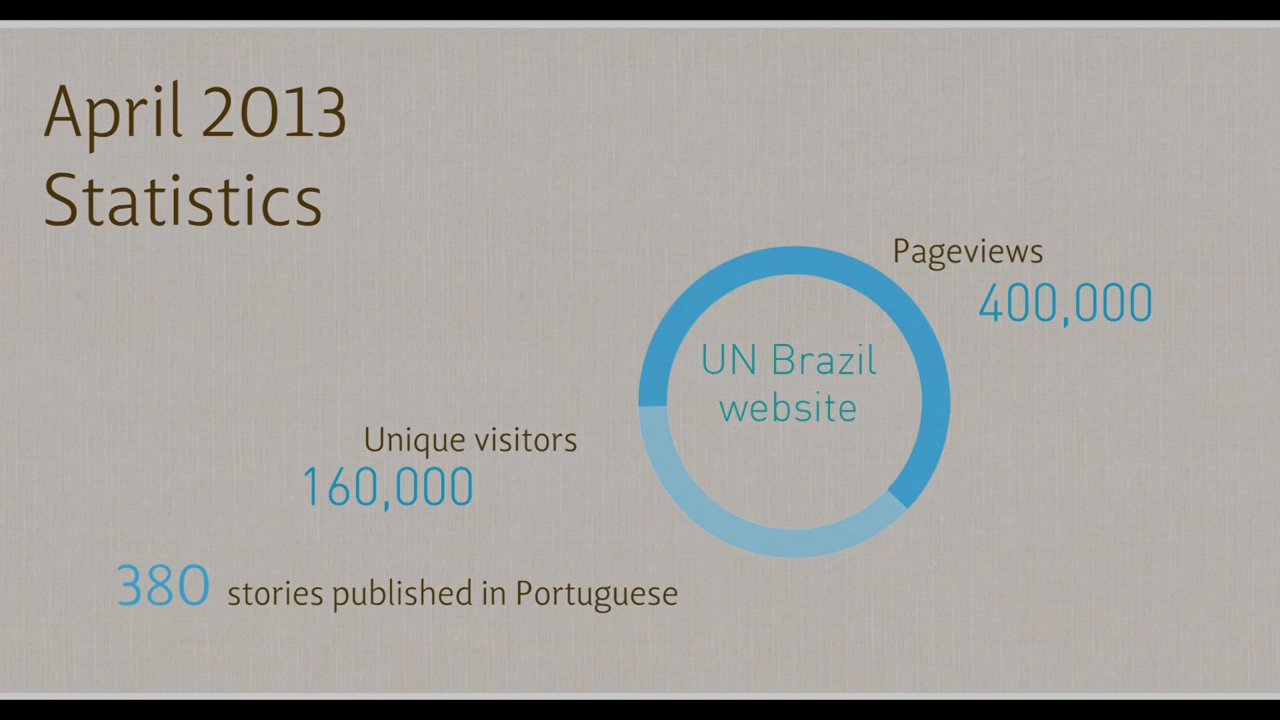 April 2013
Statistics
Pageviews
400,000
UN Brazil
website
Unique visitors
160,000
380 stories published in Portuguese